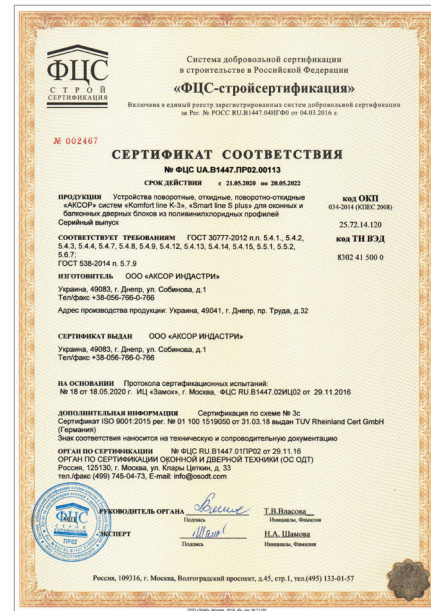 ФЦС
СТРОЙ
СЕРТИФИКАЦИЯ
Система добровольной сертификации
в строительстве в Российской Федерации
«ФЦС-стройсертификация»
Включена в единый реестр зарегистрированных систем добровольной сертификации
за Рег. № РОСС RU.В1447.04ИГФ0 от 04.03.2016 г.
№ 002467
СЕРТИФИКАТ СООТВЕТСТВИЯ
№ ФЦС UA.В1447.ПР02.00113
СРОК ДЕЙСТВИЯ с 21.05.2020 по 20.05.2022
ПРОДУКЦИЯ Устройства поворотные, откидные, поворотно-откидные
«АКСОР» систем «Komfort line K-3», «Smart line S plus» для оконных и
балконных дверных блоков из поливинилхлоридных профилей
Серийный выпуск
код ОКП
034-2014 (КПЕС 2008)
25.72.14.120
СООТВЕТСТВУЕТ ТРЕБОВАНИЯМ ГОСТ 30777-2012 п.п. 5.4.1., 5.4.2,
5.4.3, 5.4.4, 5.4.7, 5.4.8, 5.4.9, 5.4.12, 5.4.13, 5.4.14, 5.4.15, 5.5.1, 5.5.2,
5.6.7;
ГОСТ 538-2014 п. 5.7.9
код ТН ВЭД
8302 41 500 0
ИЗГОТОВИТЕЛЬ ООО «АКСОР ИНДАСТРИ»
Украина, 49083, г. Днепр, ул. Собинова, д.1
Тел/факс +38-056-766-0-766
Адрес производства продукции: Украина, 49041, г. Днепр, пр. Труда, д.32
СЕРТИФИКАТ ВЫДАН ООО «АКСОР ИНДАСТРИ»
Украина, 49083, г. Днепр, ул. Собинова, д.1
Тел/факс +38-056-766-0-766
НА ОСНОВАНИИ Протокола сертификационных испытаний:
№ 18 от 18.05.2020 г. ИЦ «Замок», г. Москва, ФЦС RU.В1447.02ИЦ02 от 29.11.2016
ДОПОЛНИТЕЛЬНАЯ ИНФОРМАЦИЯ Сертификация по схеме № 3с
Сертификат ISO 9001:2015 рег. № 01 100 1519050 от 31.03.18 выдан TUV Rheinland Cert GmbH
(Германия)
Знак соответствия наносится на техническую и сопроводительную документацию
ОРГАН ПО СЕРТИФИКАЦИИ № ФЦС RU.В1447.01ПР02 от 29.11.16
ОРГАН ПО СЕРТИФИКАЦИИ ОКОННОЙ И ДВЕРНОЙ ТЕХНИКИ (ОС ОДТ)
Россия, 125130, г. Москва, ул. Клары Цеткин, д. 33
тел./факс (499) 745-04-73, E-mail: info@osodt.com
РУКОВОДИТЕЛЬ ОРГАНА
Т.В.Власова
Подпись
Инициалы, Фамилия
ЭКСПЕРТ
Н.А. Шамова
Подпись
Инициалы, Фамилия
ФЦС
СТРОЙ
ПР02
Россия, 109316, г. Москва, Волгоградский проспект, д.45, стр.1, тел.(495) 133-01-57